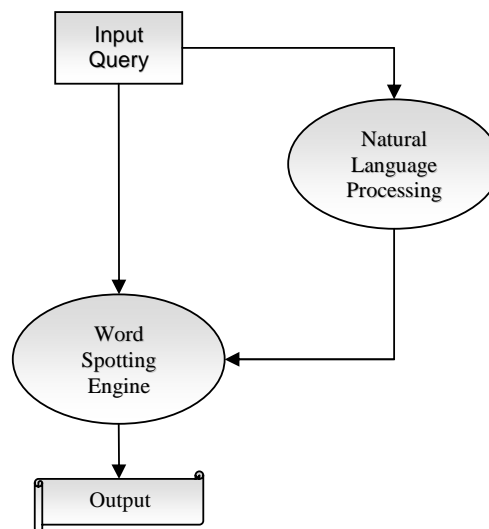 Input
Query
Natural
Language
Processing
Word
Spotting
Engine
Output